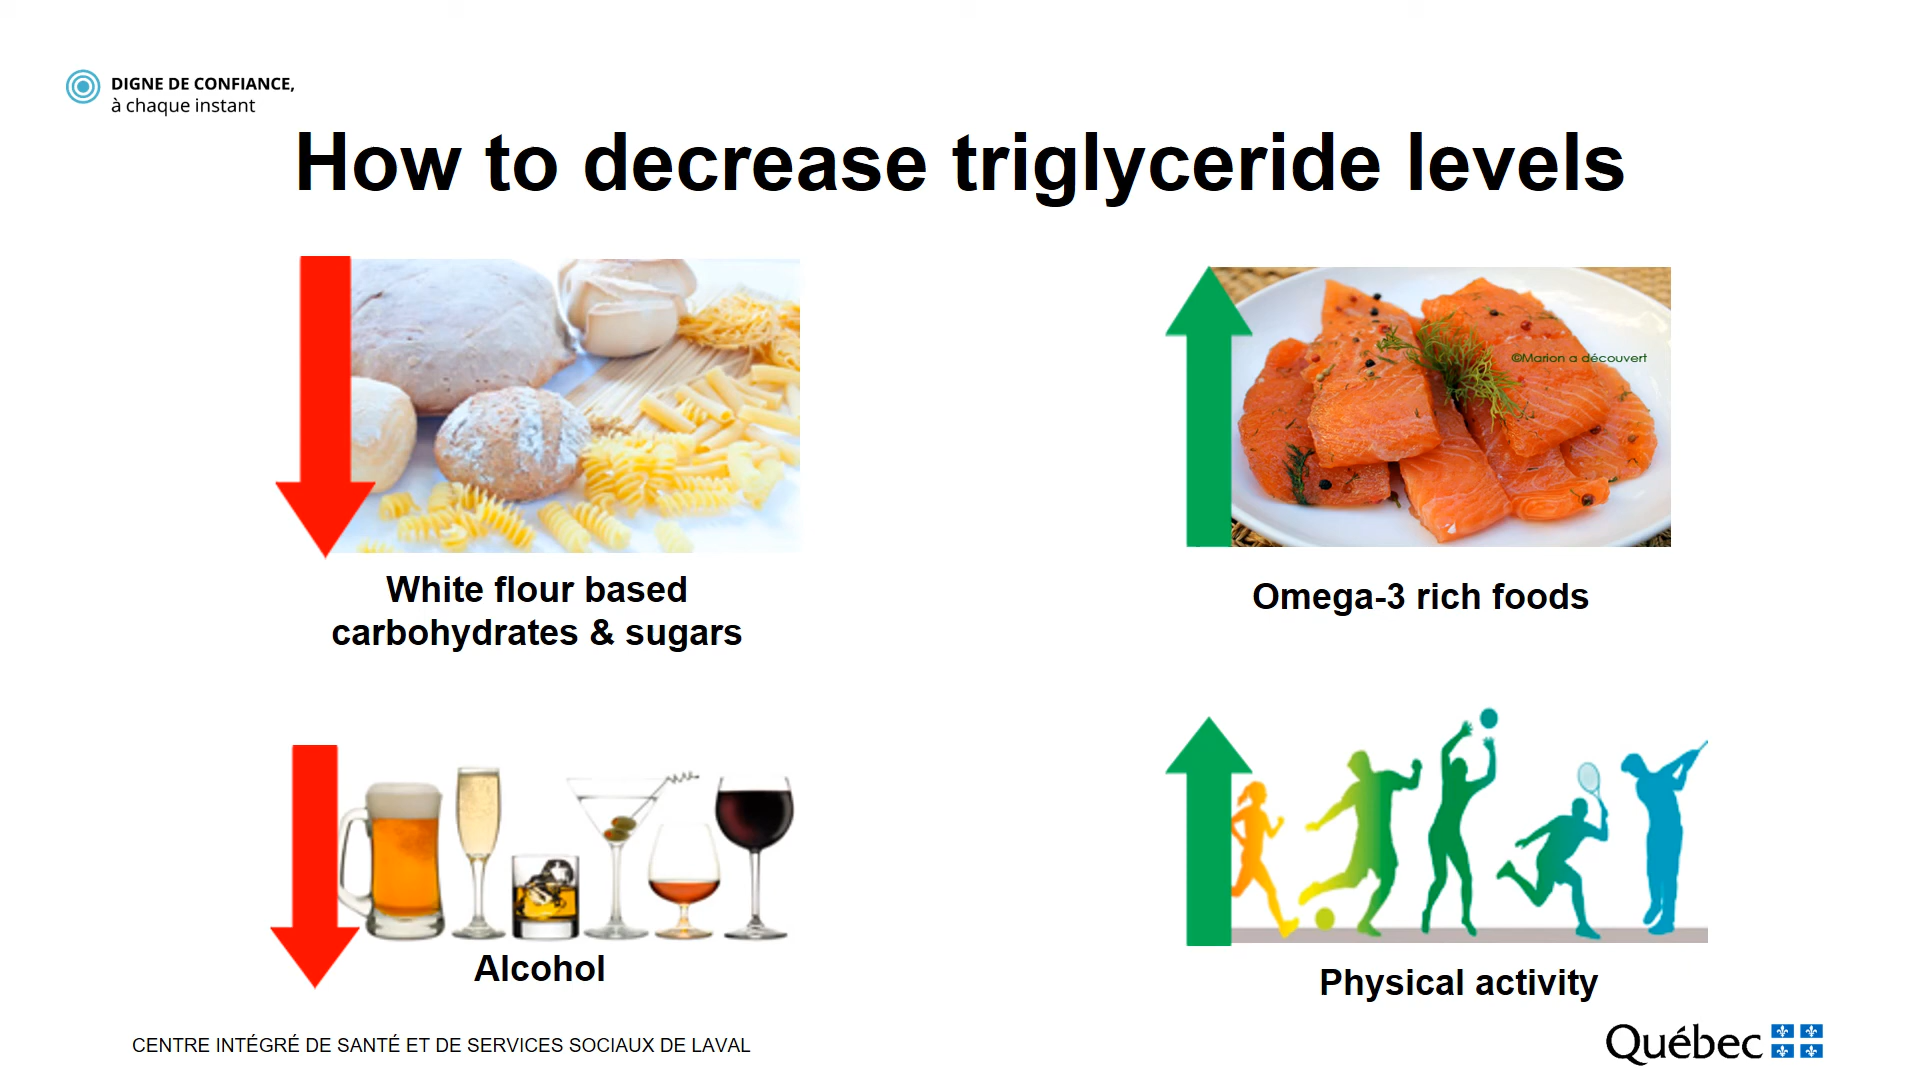 DIGNE DE CONFIANCE,
à chaque instant
How to decrease triglyceride levels
©Marion a découvert
White flour based
carbohydrates & sugars
Omega-3 rich foods
Alcohol
Physical activity
CENTRE INTÉGRÉ DE SANTÉ ET DE SERVICES SOCIAUX DE LAVAL
Québec